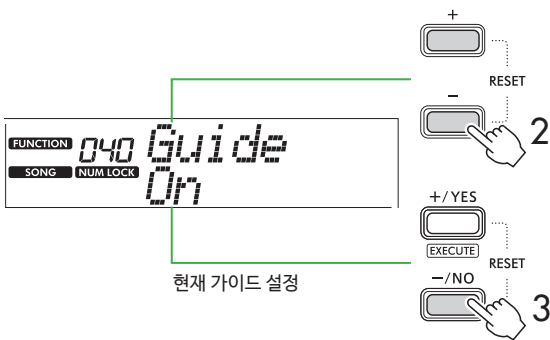 +
RESET
−
2
FUNCTION 040 Guide
SONG NUM LOCK On
현재 가이드 설정
+/YES
EXECUTE
RESET
−/NO
3